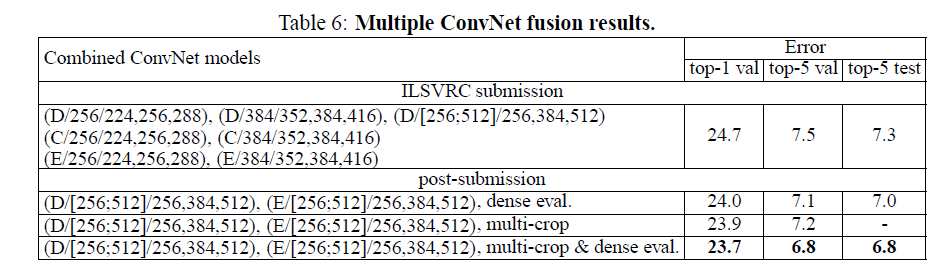 Table 6: Multiple ConvNet fusion results.
Combined ConvNet models Error
top-1 val top-5 val top-5 test
ILSVRC submission
(D/256/224,256,288), (D/384/352,384,416), (D/[256;512]/256,384,512)
(C/256/224,256,288), (C/384/352,384,416) 24.7 7.5 7.3
(E/256/224,256,288), (E/384/352,384,416)
post-submission
(D/[256;512]/256,384,512), (E/[256;512]/256,384,512), dense eval. 24.0 7.1 7.0
(D/[256;512]/256,384,512), (E/[256;512]/256,384,512), multi-crop 23.9 7.2 -
(D/[256;512]/256,384,512), (E/[256;512]/256,384,512), multi-crop & dense eval. 23.7 6.8 6.8